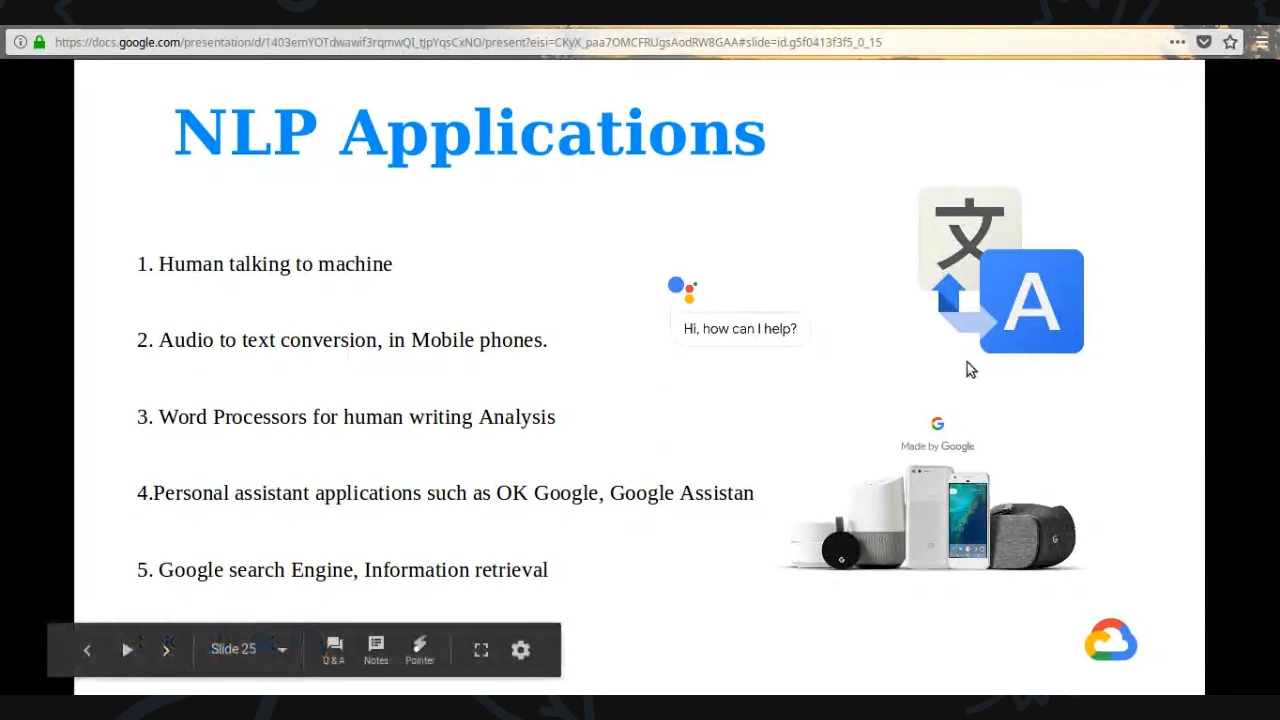 https://docs.google.com/presentation/d/1403emYOTdwawif3rqmwQI_tJpYqsCxNO/present?eisi=CKyX_paa7OMCFRUgsAodRW8GAA#slide=id.g5f0413f3f5_0_15
NLP Applications
文
A
1. Human talking to machine
Hi, how can I help?
2. Audio to text conversion, in Mobile phones.
3. Word Processors for human writing Analysis
G
Made by Google
4.Personal assistant applications such as OK Google, Google Assistan
5. Google search Engine, Information retrieval
Slide 25
Q & A
Notes
Pointer